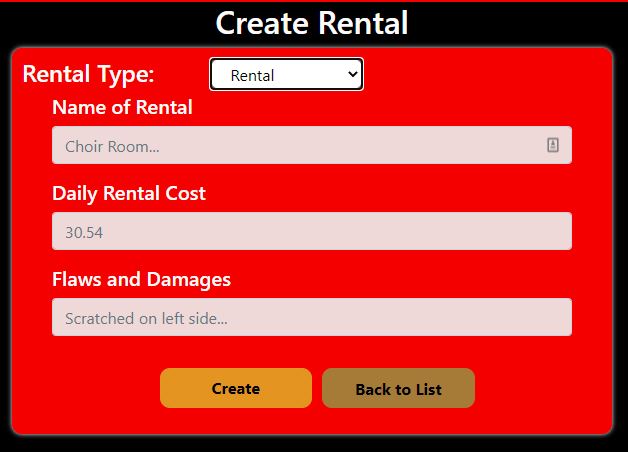 Create Rental
Rental Type: Rental
Name of Rental
Choir Room...
Daily Rental Cost
30.54
Flaws and Damages
Scratched on left side...
Create Back to List